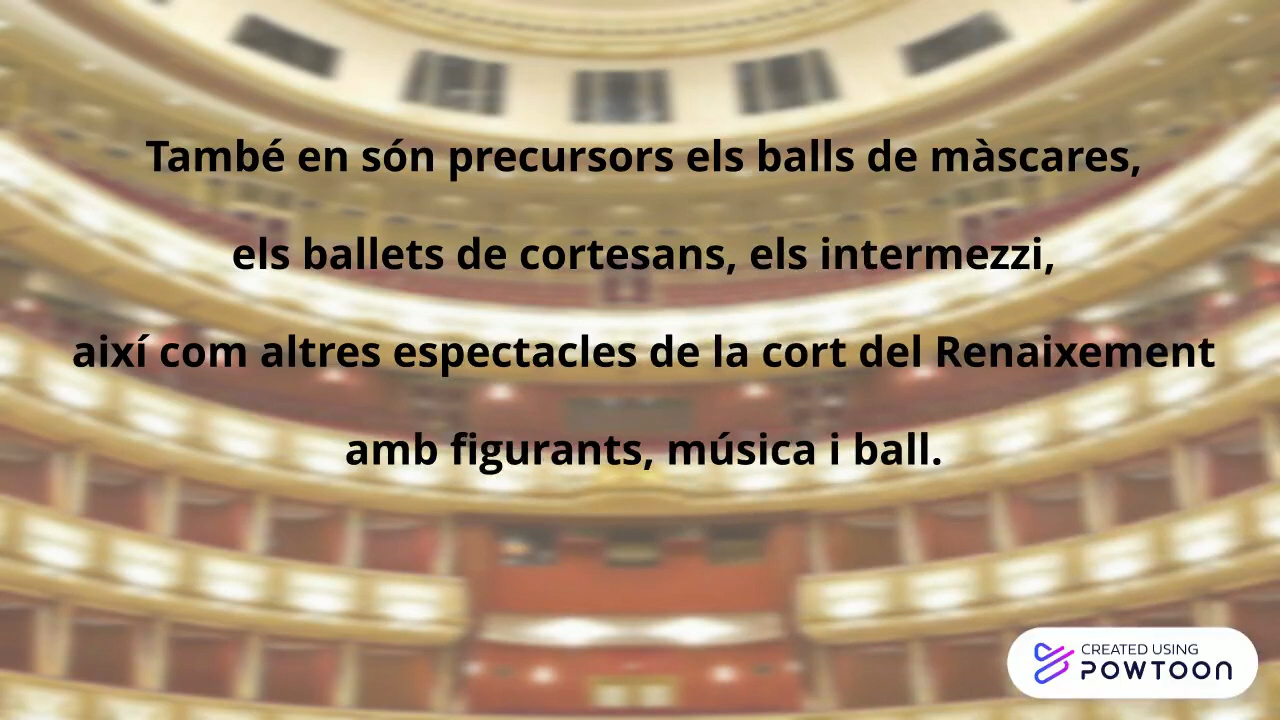 També en són precursors els balls de màscares,
els ballets de cortesans, els intermezzi,
així com altres espectacles de la cort del Renaixement
amb figurants, música i ball.
CREATED USING
POWTOON